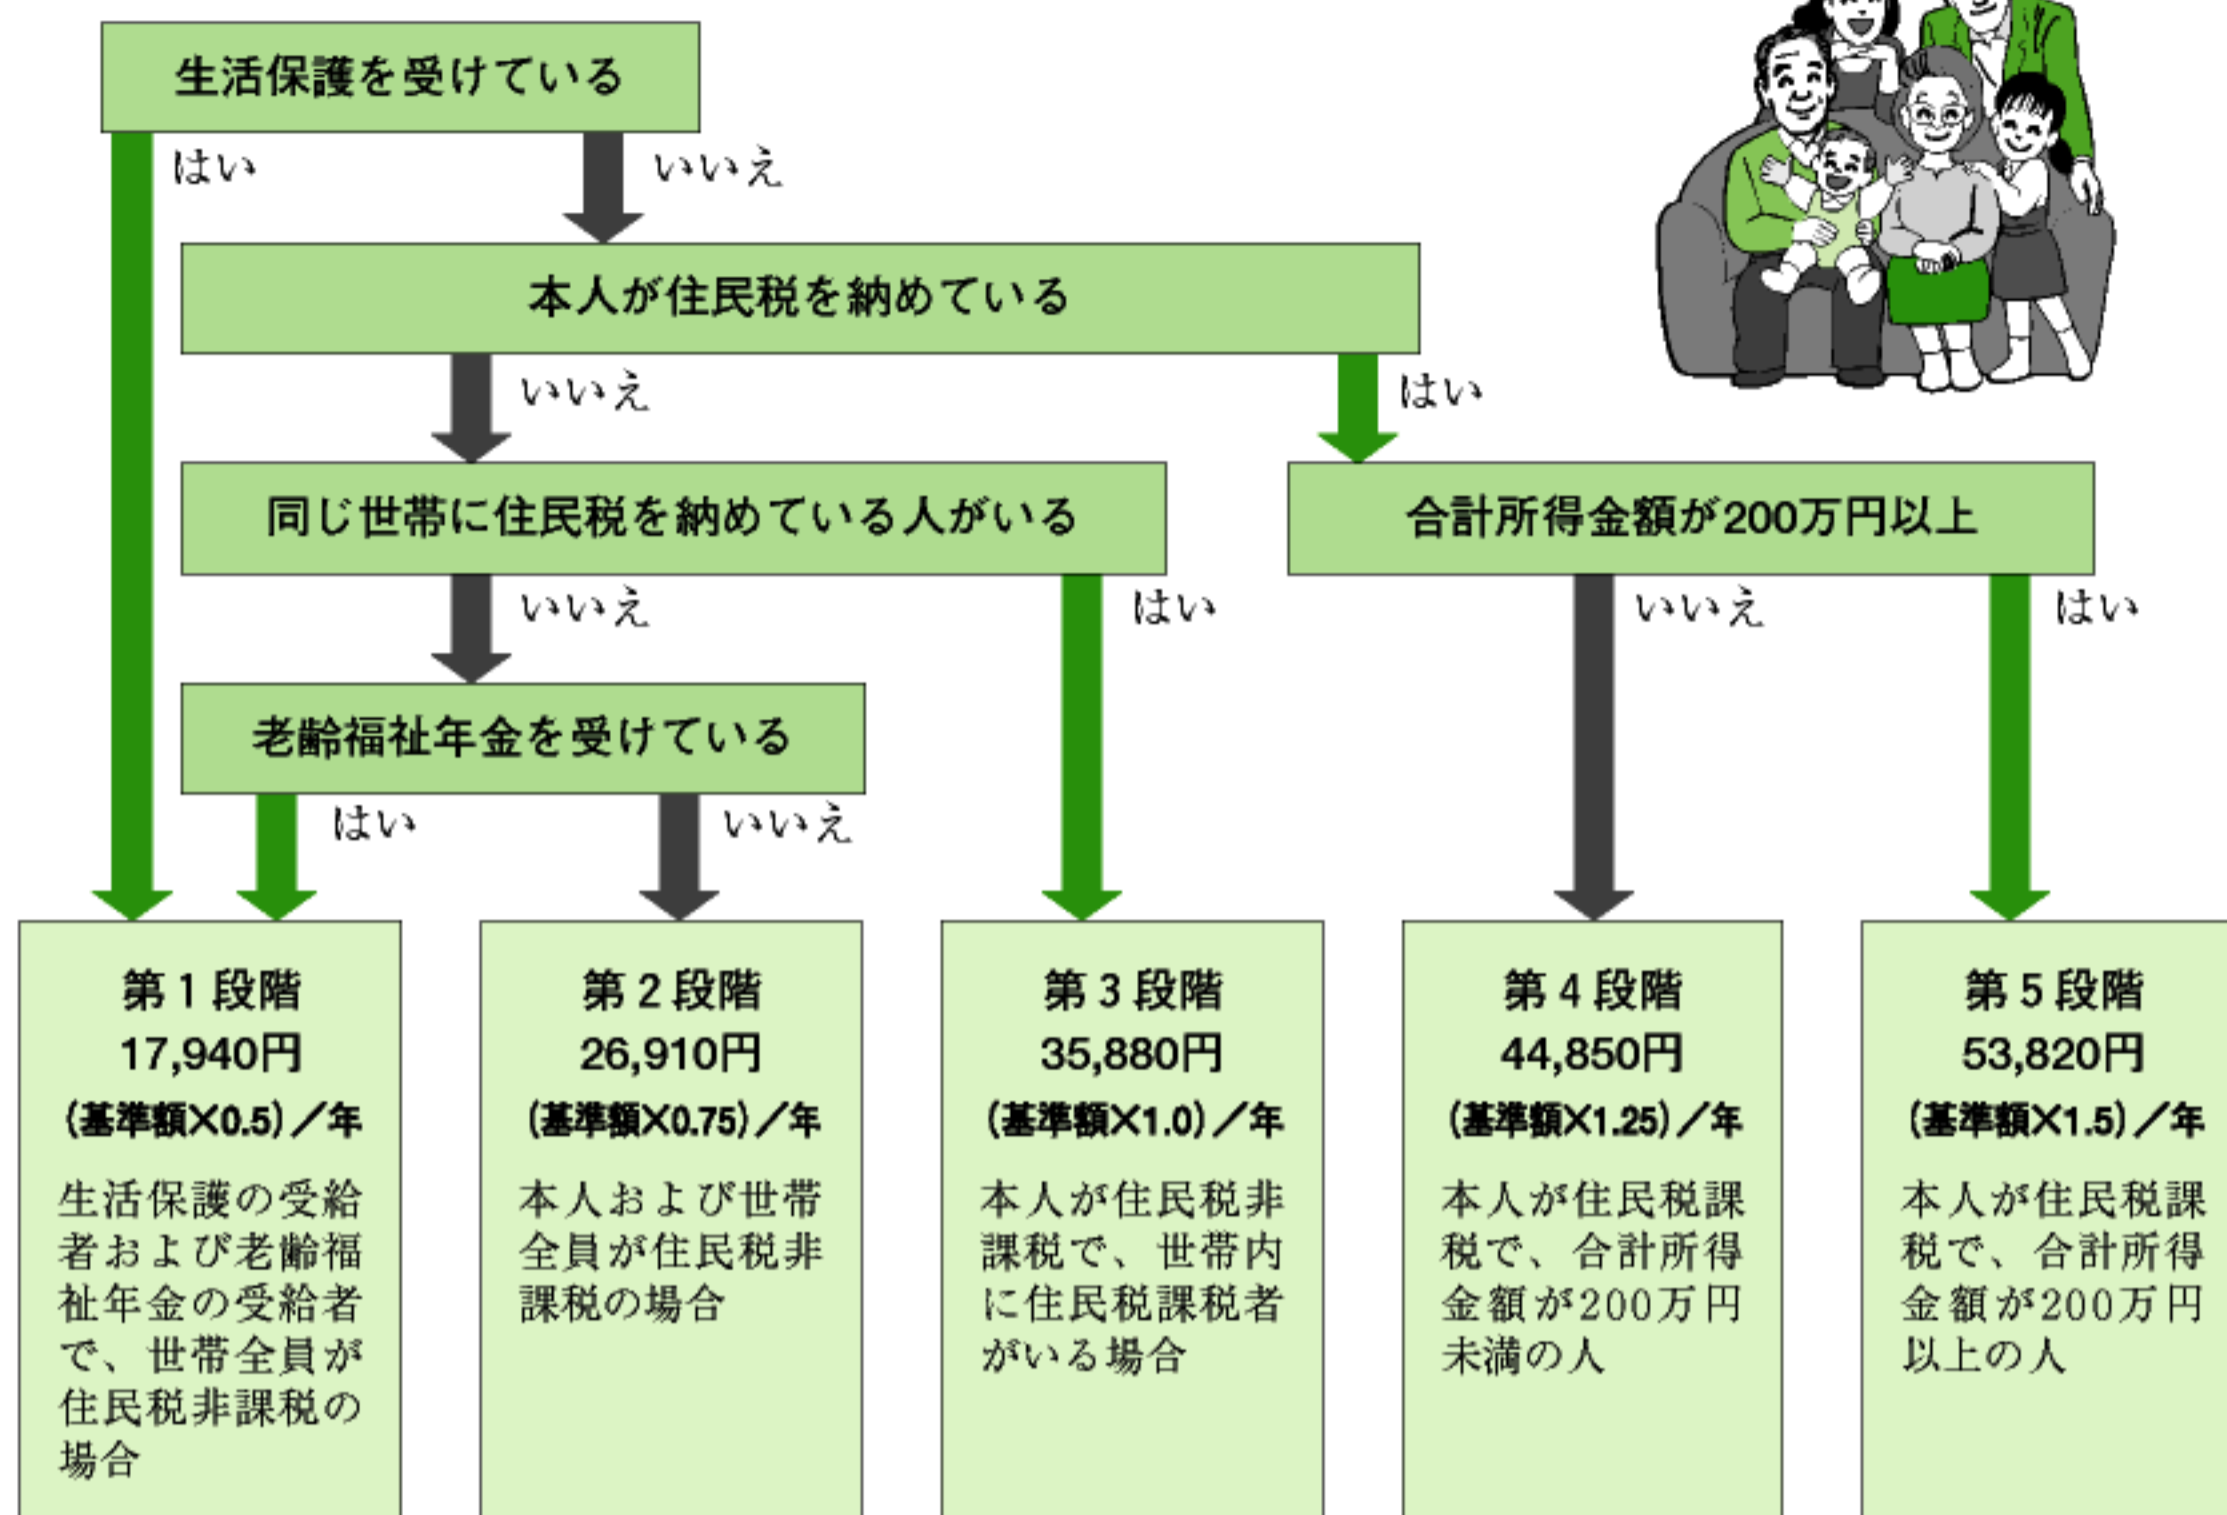 生活保護を受けている
はい
いいえ
本人が住民税を納めている
いいえ
はい
同じ世帯に住民税を納めている人がいる
合計所得金額が200万円以上
いいえ
はい
いいえ
はい
老齢福祉年金を受けている
はい
いいえ
第1段階
17,940円
(基準額×0.5)/年
生活保護の受給
者および老齢福
祉年金の受給者
で、世帯全員が
住民税非課税の
場合
第2段階
26,910円
(基準額×0.75)/年
本人および世帯
全員が住民税非
課税の場合
第3段階
35,880円
(基準額×1.0)/年
本人が住民税非
課税で、世帯内
に住民税課税者
がいる場合
第4段階
44,850円
(基準額×1.25)/年
本人が住民税課
税で、合計所得
金額が200万円
未満の人
第5段階
53,820円
(基準額×1.5)/年
本人が住民税課
税で、合計所得
金額が200万円
以上の人